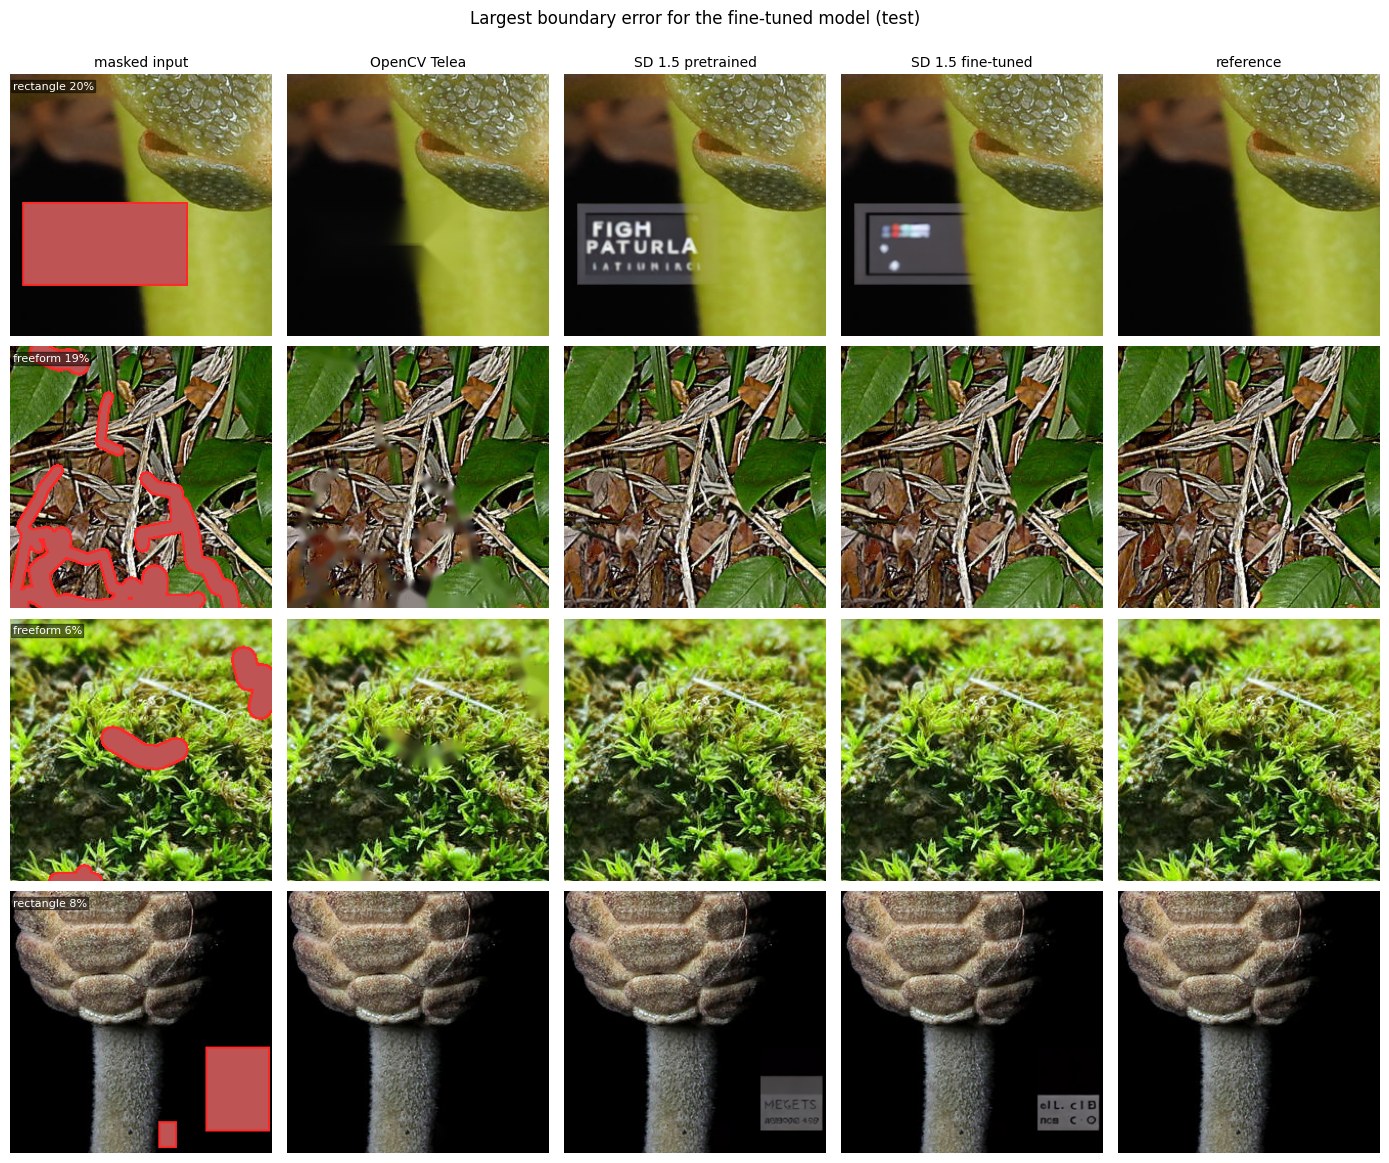 Largest boundary error for the fine-tuned model (test)
masked input
OpenCV Telea
SD 1.5 pretrained
SD 1.5 fine-tuned
reference
rectangle 20%
FIGH
PATURLA
freeform 19%
freeform 6%
rectangle 8%
MEGETS